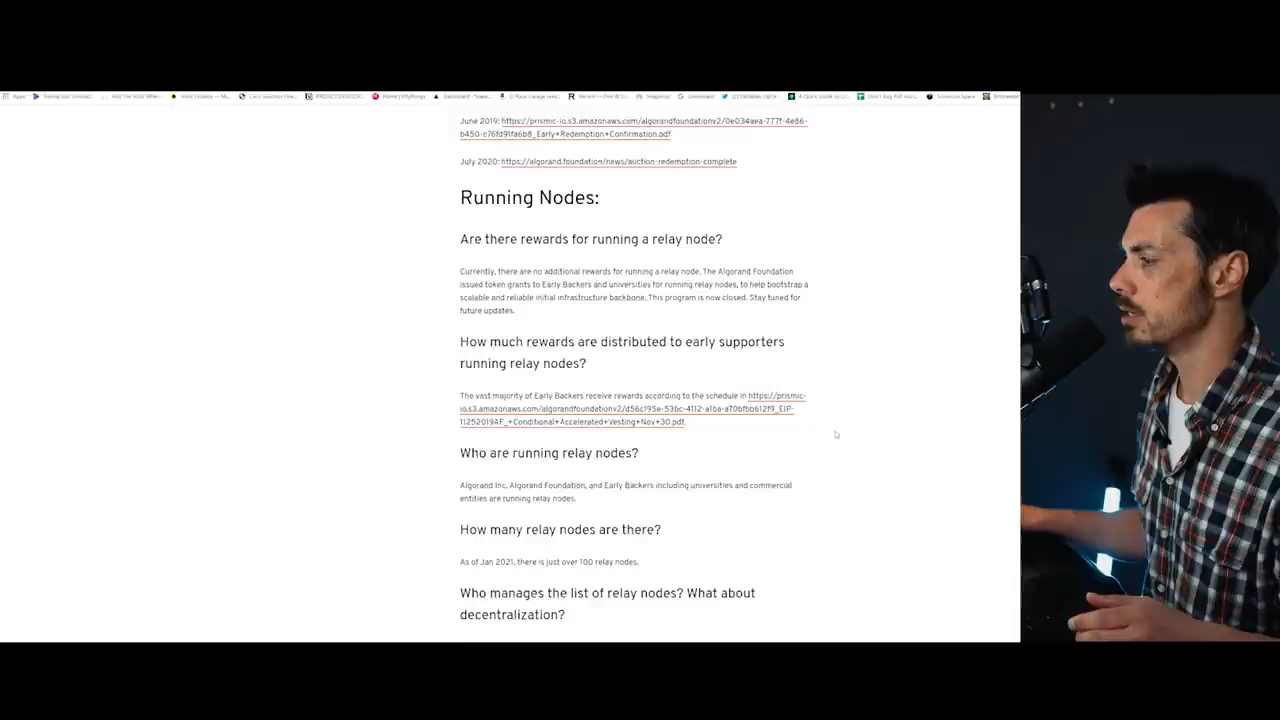 Apps
June 2019: https://prismic-io.s3.amazonaws.com/algorandfoundationv2/0e034aea-777f-4e86-
b450-c76fd91fa6b8_Early+Redemption+Confirmation.pdf
July 2020: https://algorand.foundation/news/auction-redemption-complete
Running Nodes:
Are there rewards for running a relay node?
Currently, there are no additional rewards for running a relay node. The Algorand Foundation
issued token grants to Early Backers and universities for running relay nodes, to help bootstrap a
scalable and reliable initial infrastructure backbone. This program is now closed. Stay tuned for
future updates.
How much rewards are distributed to early supporters
running relay nodes?
The vast majority of Early Backers receive rewards according to the schedule in https://prismic-
io.s3.amazonaws.com/algorandfoundationv2/d56c195e-53bc-4112-a1ba-a70bfbb612f9_EIP-
11252019AF_+Conditional+Accelerated+Vesting+Nov+30.pdf.
Who are running relay nodes?
Algorand Inc, Algorand Foundation, and Early Backers including universities and commercial
entities are running relay nodes.
How many relay nodes are there?
As of Jan 2021, there is just over 100 relay nodes.
Who manages the list of relay nodes? What about
decentralization?